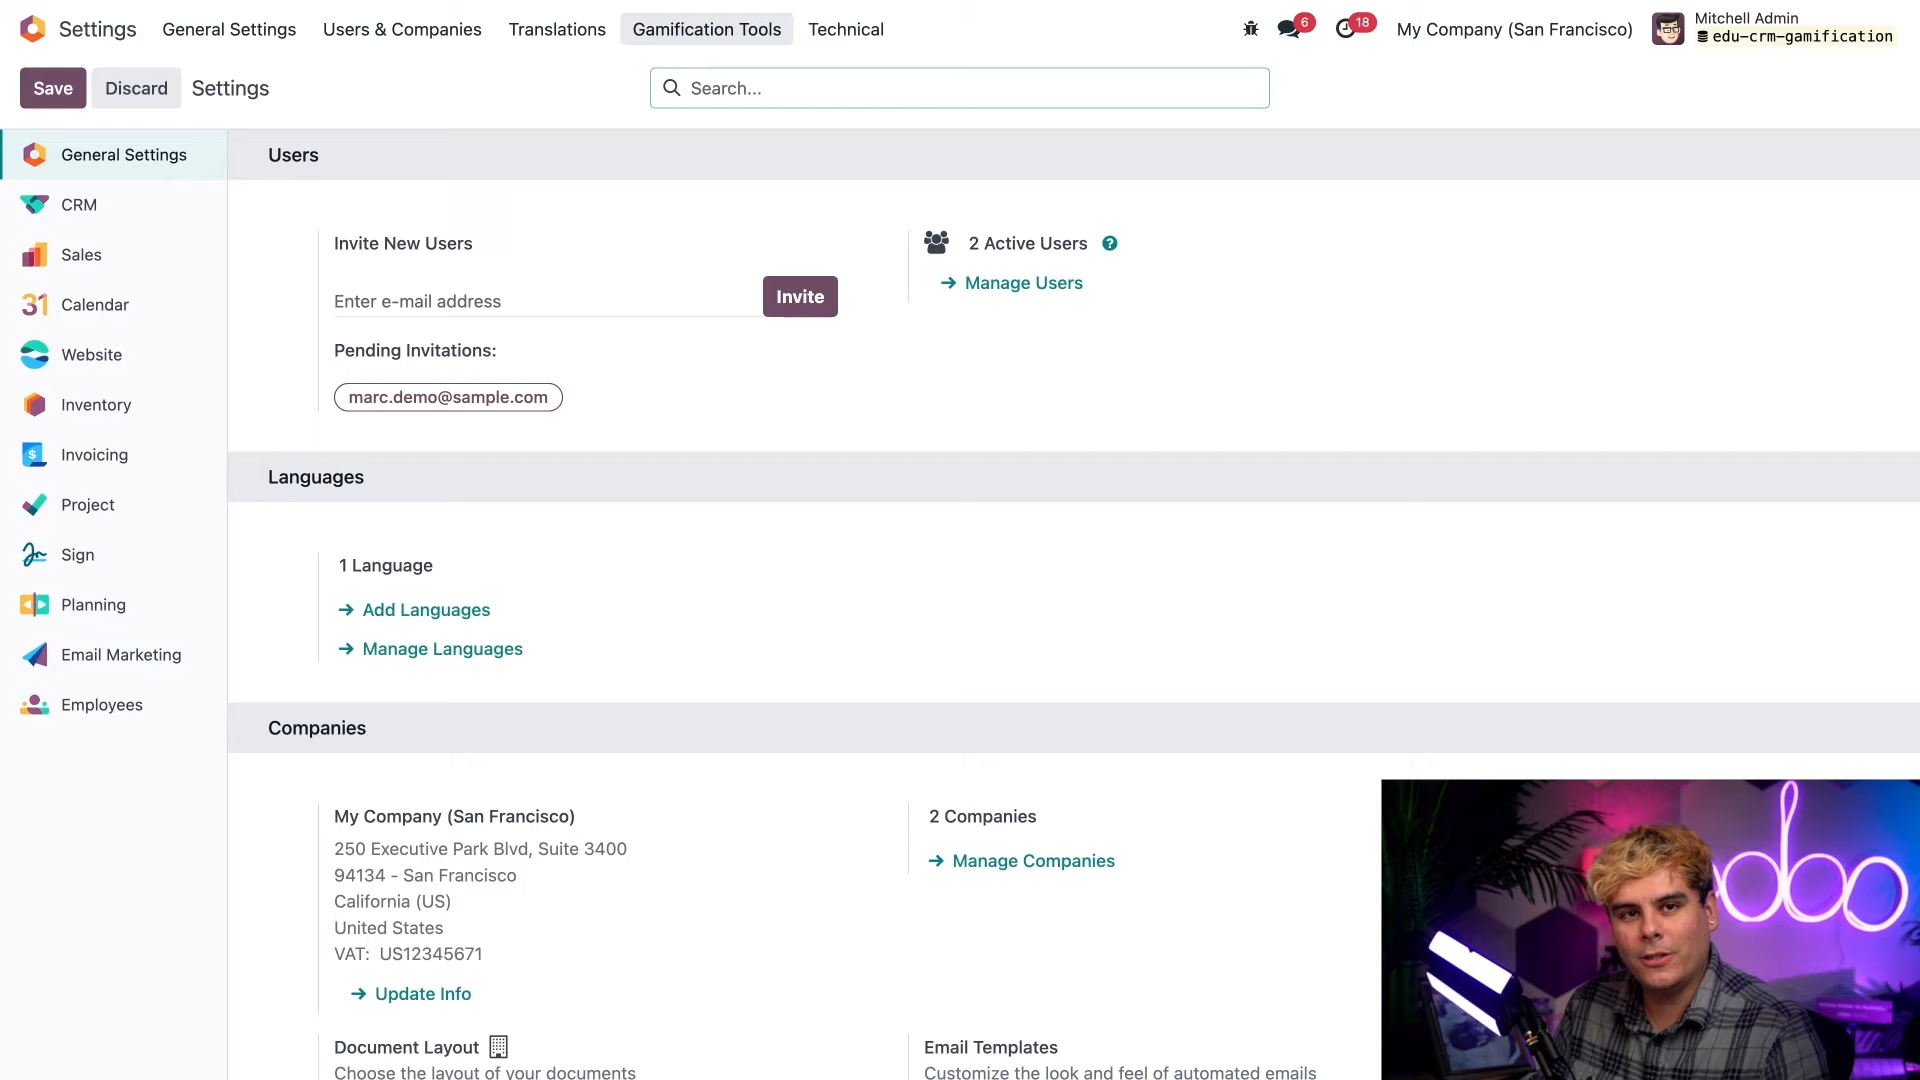 Settings General Settings Users & Companies Translations Gamification Tools Technical 6 18 My Company (San Francisco) Mitchell Admin
edu-crm-gamification
Save Discard Settings Search...
General Settings
CRM
Sales
31 Calendar
Website
Inventory
$ Invoicing
Project
Sign
Planning
Email Marketing
Employees
Users
Invite New Users
Enter e-mail address Invite
Pending Invitations:
marc.demo@sample.com
2 Active Users ?
Manage Users
Languages
1 Language
Add Languages
Manage Languages
Companies
My Company (San Francisco)
250 Executive Park Blvd, Suite 3400
94134 - San Francisco
California (US)
United States
VAT: US12345671
Update Info
2 Companies
Manage Companies
Document Layout
Choose the layout of your documents
Email Templates
Customize the look and feel of automated emails
odoo